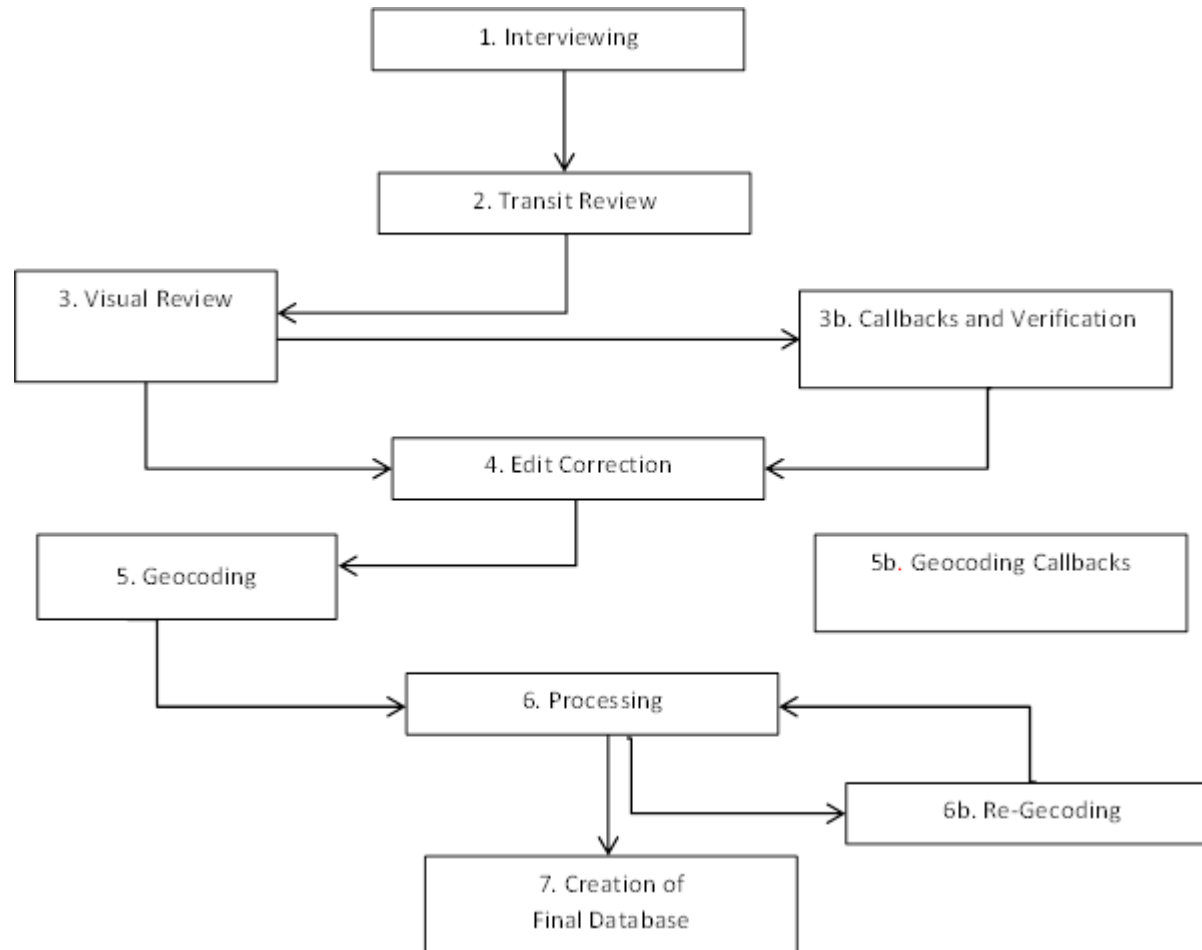 1. Interviewing
2. Transit Review
3. Visual Review
3b. Callbacks and Verification
4. Edit Correction
5. Geocoding
5b. Geocoding Callbacks
6. Processing
6b. Re-Gecoding
7. Creation of
Final Database